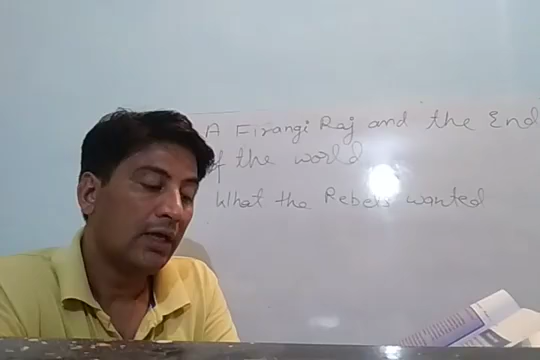 A Firangi Raj and the End
of the world
What the Rebels wanted